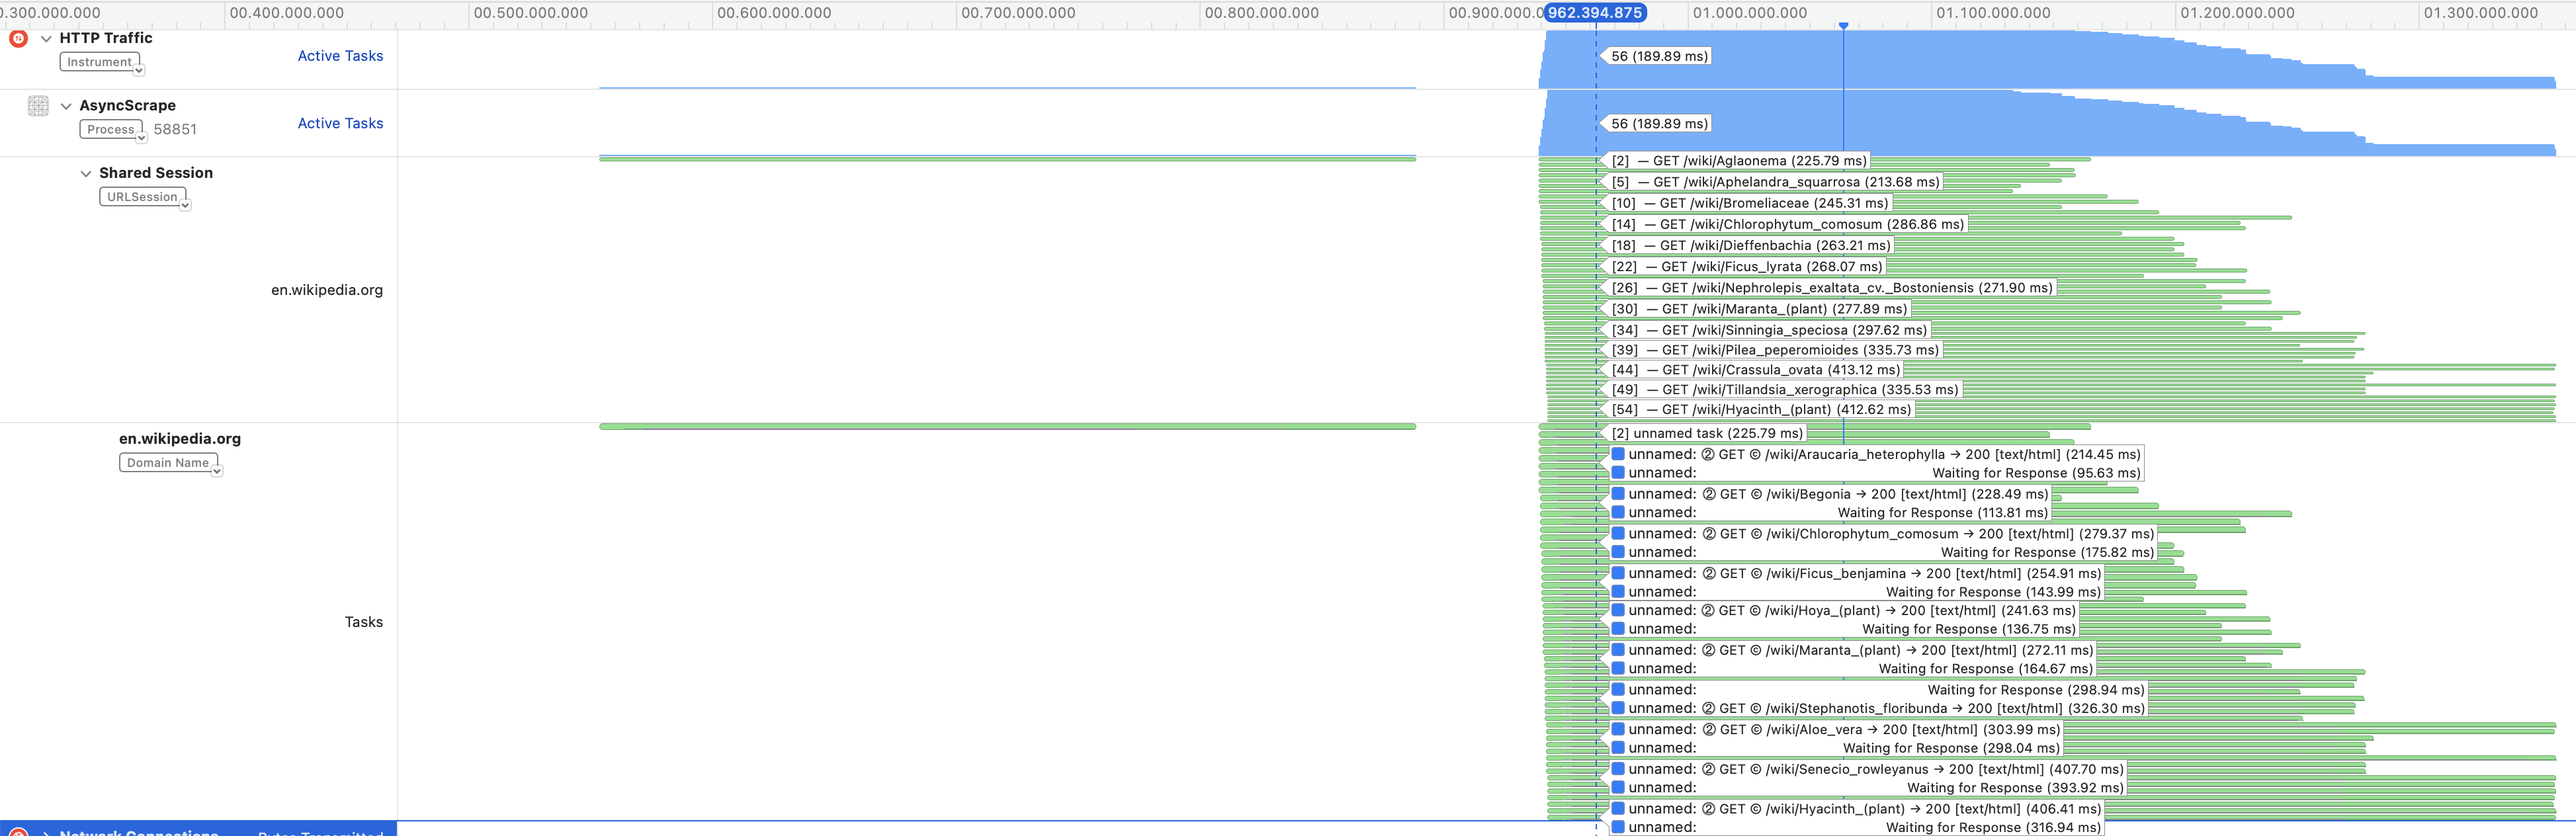 0.300.000.000 00.400.000.000 00.500.000.000 00.600.000.000 00.700.000.000 00.800.000.000 00.900.000.0 962.394.875 01.000.000.000 01.100.000.000 01.200.000.000 01.300.000.000
HTTP Traffic
Instrument
Active Tasks
56 (189.89 ms)
AsyncScrape
Process 58851
Active Tasks
56 (189.89 ms)
Shared Session
URLSession
en.wikipedia.org
[2] — GET /wiki/Aglaonema (225.79 ms)
[5] — GET /wiki/Aphelandra_squarrosa (213.68 ms)
[10] — GET /wiki/Bromeliaceae (245.31 ms)
[14] — GET /wiki/Chlorophytum_comosum (286.86 ms)
[18] — GET /wiki/Dieffenbachia (263.21 ms)
[22] — GET /wiki/Ficus_lyrata (268.07 ms)
[26] — GET /wiki/Nephrolepis_exaltata_cv._Bostoniensis (271.90 ms)
[30] — GET /wiki/Maranta_(plant) (277.89 ms)
[34] — GET /wiki/Sinningia_speciosa (297.62 ms)
[39] — GET /wiki/Pilea_peperomioides (335.73 ms)
[44] — GET /wiki/Crassula_ovata (413.12 ms)
[49] — GET /wiki/Tillandsia_xerographica (335.53 ms)
[54] — GET /wiki/Hyacinth_(plant) (412.62 ms)
en.wikipedia.org
Domain Name
Tasks
[2] unnamed task (225.79 ms)
unnamed: ② GET © /wiki/Araucaria_heterophylla → 200 [text/html] (214.45 ms)
unnamed: Waiting for Response (95.63 ms)
unnamed: ② GET © /wiki/Begonia → 200 [text/html] (228.49 ms)
unnamed: Waiting for Response (113.81 ms)
unnamed: ② GET © /wiki/Chlorophytum_comosum → 200 [text/html] (279.37 ms)
unnamed: Waiting for Response (175.82 ms)
unnamed: ② GET © /wiki/Ficus_benjamina → 200 [text/html] (254.91 ms)
unnamed: Waiting for Response (143.99 ms)
unnamed: ② GET © /wiki/Hoya_(plant) → 200 [text/html] (241.63 ms)
unnamed: Waiting for Response (136.75 ms)
unnamed: ② GET © /wiki/Maranta_(plant) → 200 [text/html] (272.11 ms)
unnamed: Waiting for Response (164.67 ms)
unnamed: Waiting for Response (298.94 ms)
unnamed: ② GET © /wiki/Stephanotis_floribunda → 200 [text/html] (326.30 ms)
unnamed: ② GET © /wiki/Aloe_vera → 200 [text/html] (303.99 ms)
unnamed: Waiting for Response (298.04 ms)
unnamed: ② GET © /wiki/Senecio_rowleyanus → 200 [text/html] (407.70 ms)
unnamed: Waiting for Response (393.92 ms)
unnamed: ② GET © /wiki/Hyacinth_(plant) → 200 [text/html] (406.41 ms)
unnamed: Waiting for Response (316.94 ms)
Network Connections Bytes Transmitted